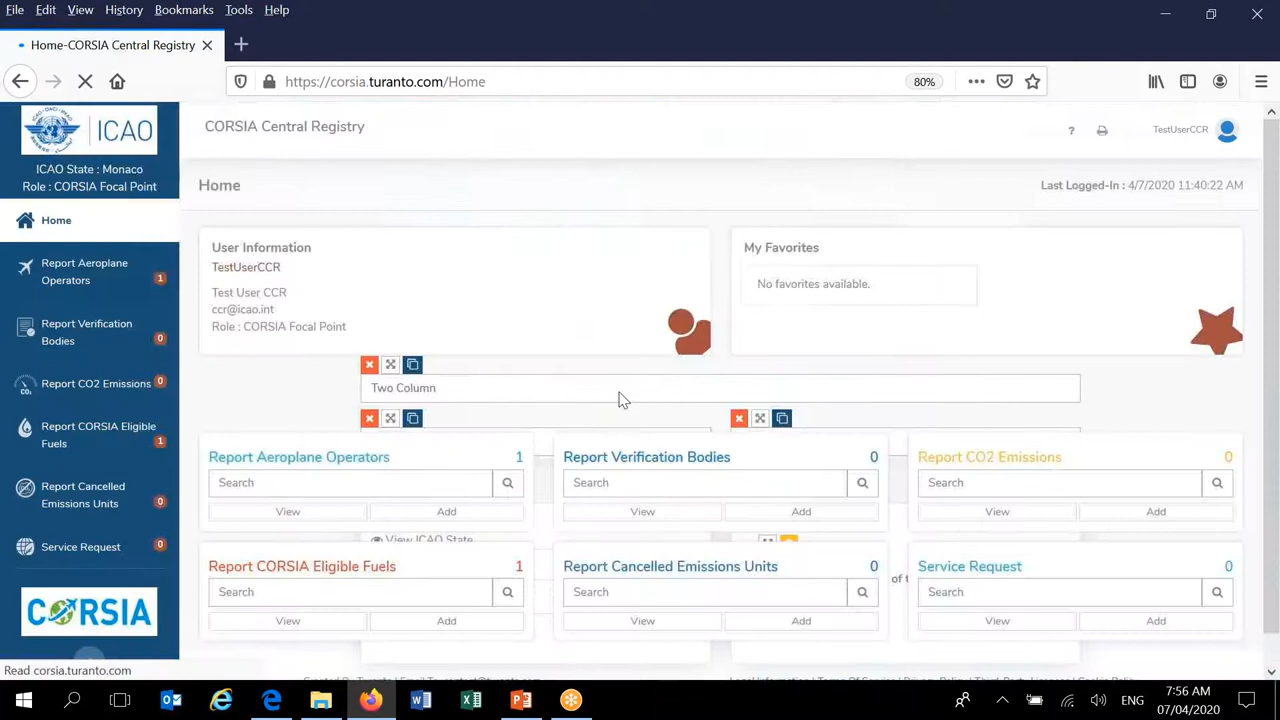 File Edit View History Bookmarks Tools Help
Home-CORSIA Central Registry
https://corsia.turanto.com/Home
80%
ICAO
ICAO State : Monaco
Role : CORSIA Focal Point
Home
Report Aeroplane
Operators
1
Report Verification
Bodies
0
Report CO2 Emissions
0
Report CORSIA Eligible
Fuels
1
Report Cancelled
Emissions Units
0
Service Request
0
CORSIA
CORSIA Central Registry
?
TestUserCCR
Home
Last Logged-In : 4/7/2020 11:40:22 AM
User Information
TestUserCCR
Test User CCR
ccr@icao.int
Role : CORSIA Focal Point
My Favorites
No favorites available.
Two Column
Report Aeroplane Operators 1
Search
View Add
Report Verification Bodies 0
Search
View Add
Report CO2 Emissions 0
Search
View Add
View ICAO State
Report CORSIA Eligible Fuels 1
Search
View Add
Report Cancelled Emissions Units 0
Search
View Add
of
Service Request 0
Search
View Add
Read corsia.turanto.com
ENG
7:56 AM
07/04/2020